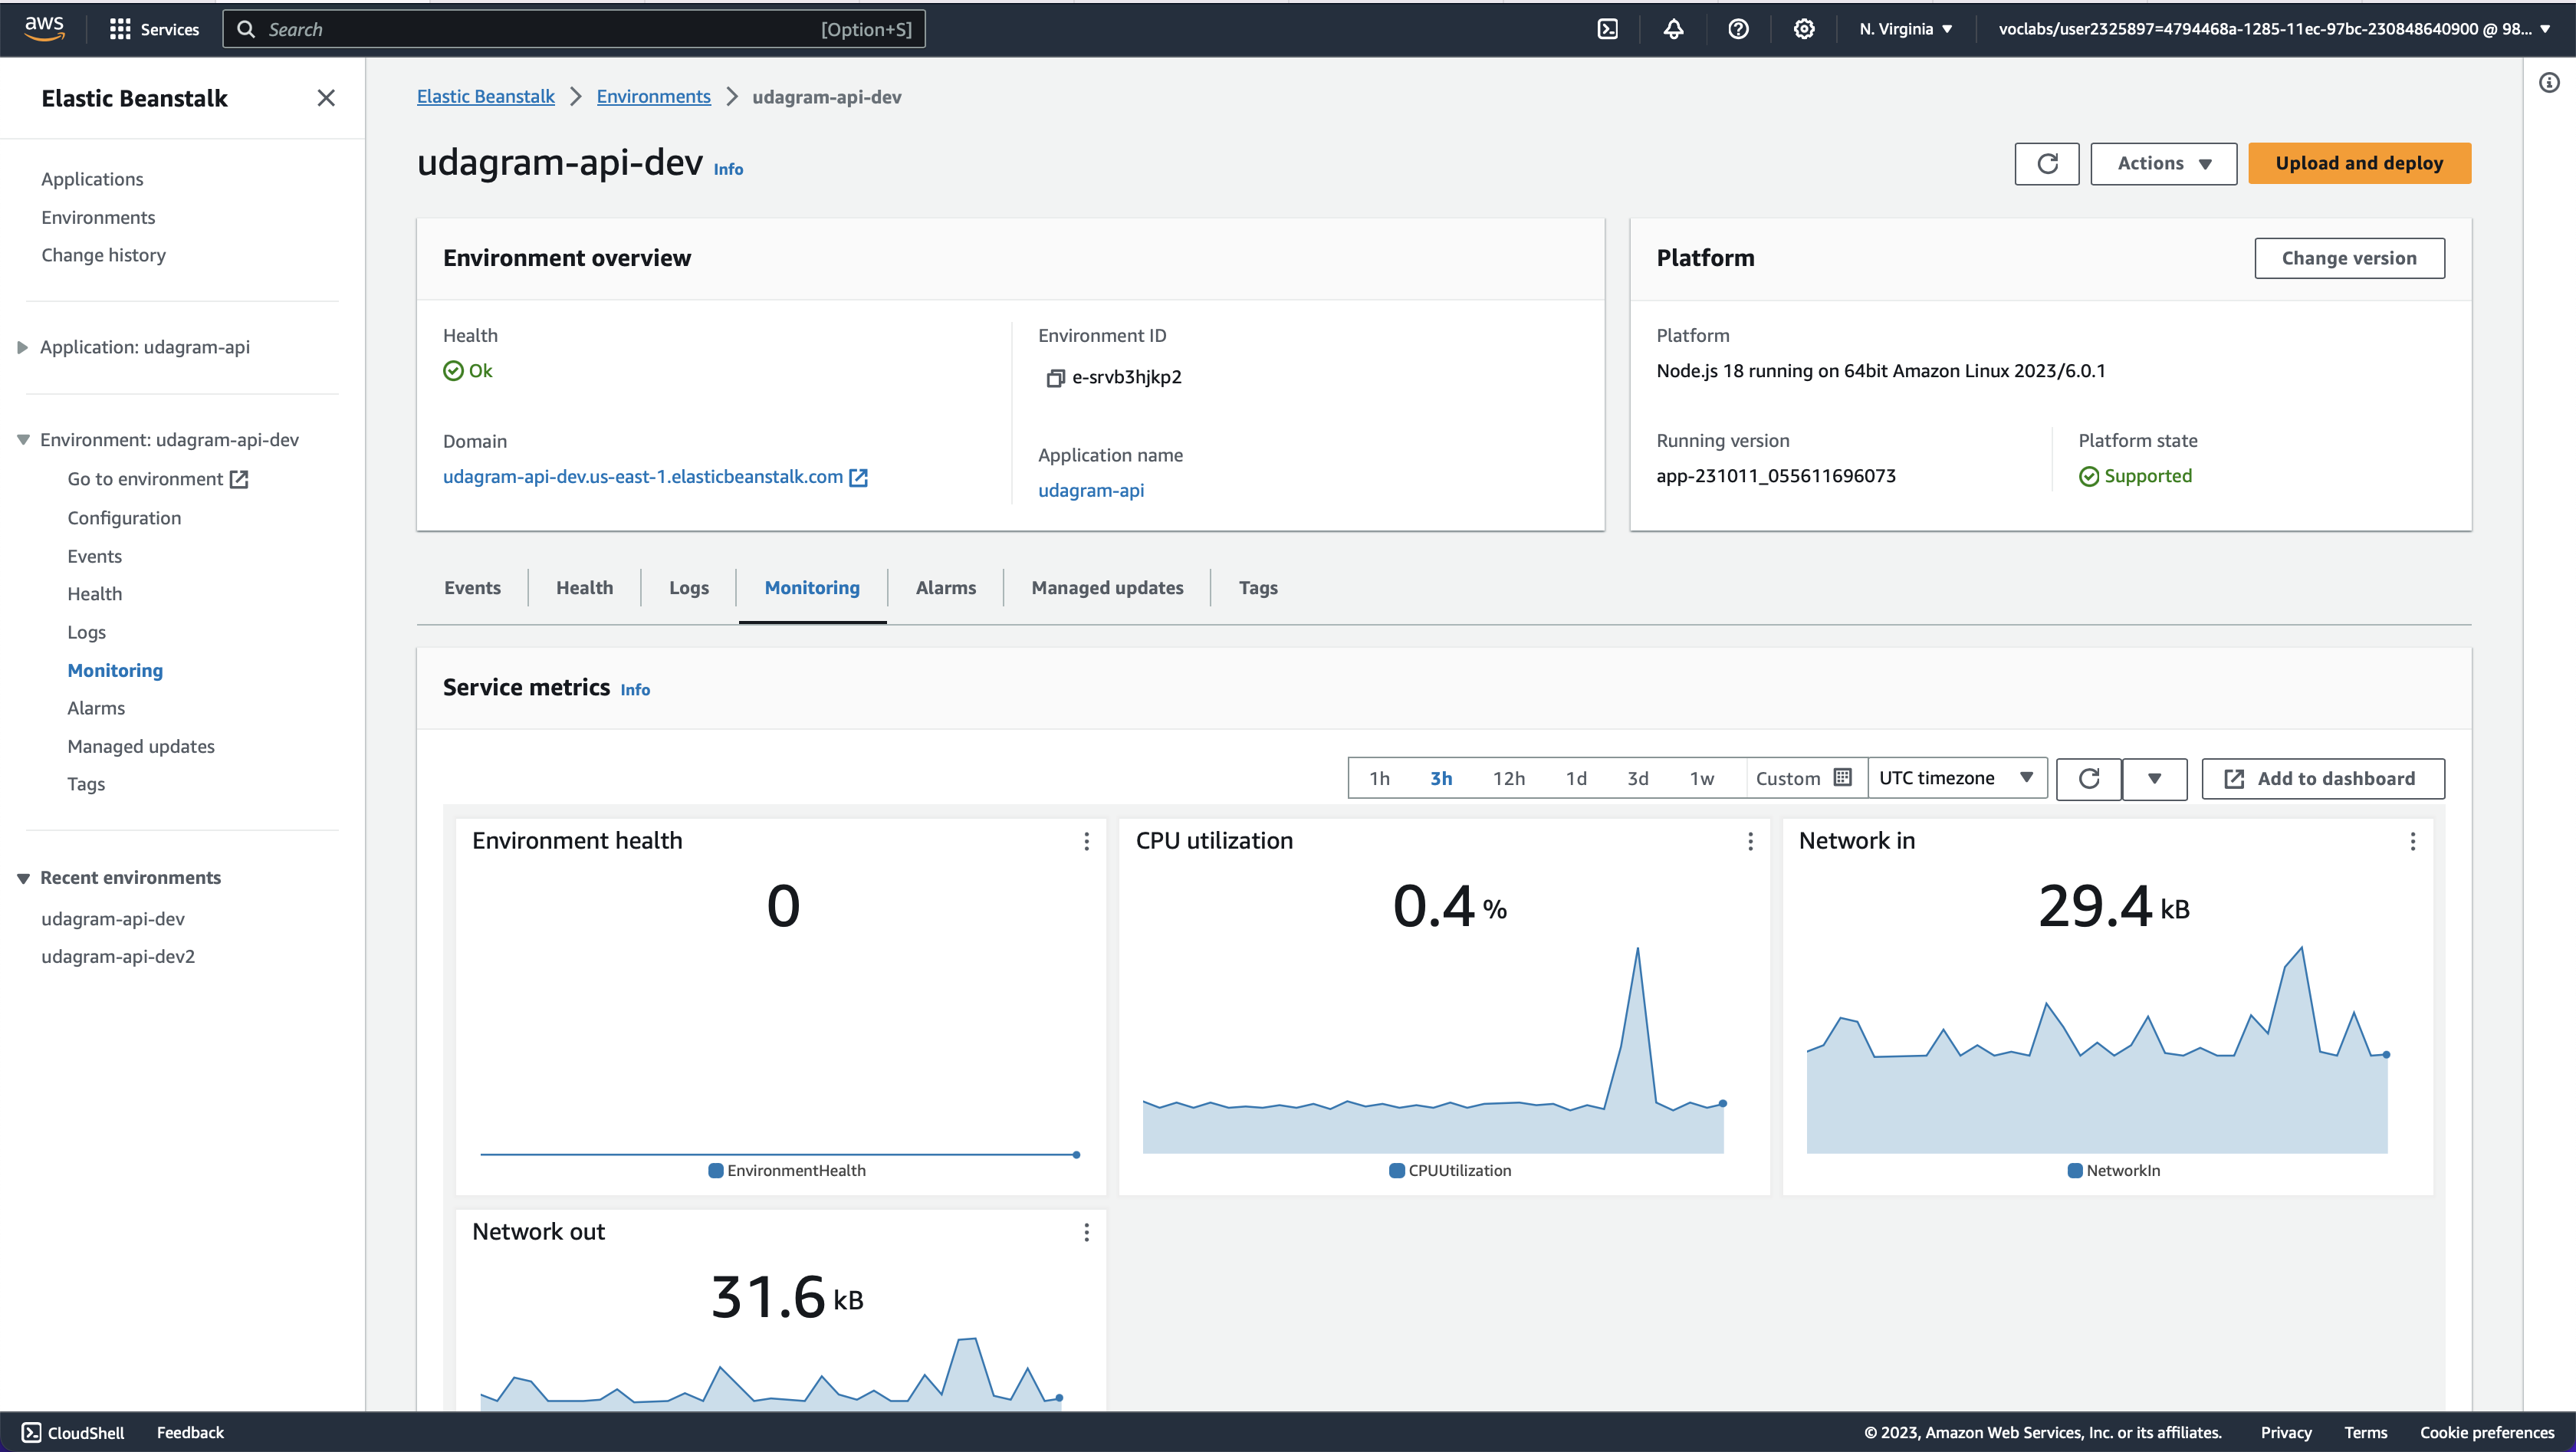 aws
Services
Search
[Option+S]
N. Virginia
voclabs/user2325897=4794468a-1285-11ec-97bc-230848640900 @ 98...
Elastic Beanstalk
Applications
Environments
Change history
Application: udagram-api
Environment: udagram-api-dev
Go to environment
Configuration
Events
Health
Logs
Monitoring
Alarms
Managed updates
Tags
Recent environments
udagram-api-dev
udagram-api-dev2
Elastic Beanstalk
Environments
udagram-api-dev
udagram-api-dev Info
Actions
Upload and deploy
Environment overview
Health
Ok
Domain
udagram-api-dev.us-east-1.elasticbeanstalk.com
Environment ID
e-srvb3hjkp2
Application name
udagram-api
Platform
Change version
Platform
Node.js 18 running on 64bit Amazon Linux 2023/6.0.1
Running version
app-231011_055611696073
Platform state
Supported
Events
Health
Logs
Monitoring
Alarms
Managed updates
Tags
Service metrics Info
1h
3h
12h
1d
3d
1w
Custom
UTC timezone
Add to dashboard
Environment health
0
EnvironmentHealth
CPU utilization
0.4 %
CPUUtilization
Network in
29.4 kB
NetworkIn
Network out
31.6 kB
CloudShell
Feedback
© 2023, Amazon Web Services, Inc. or its affiliates.
Privacy
Terms
Cookie preferences